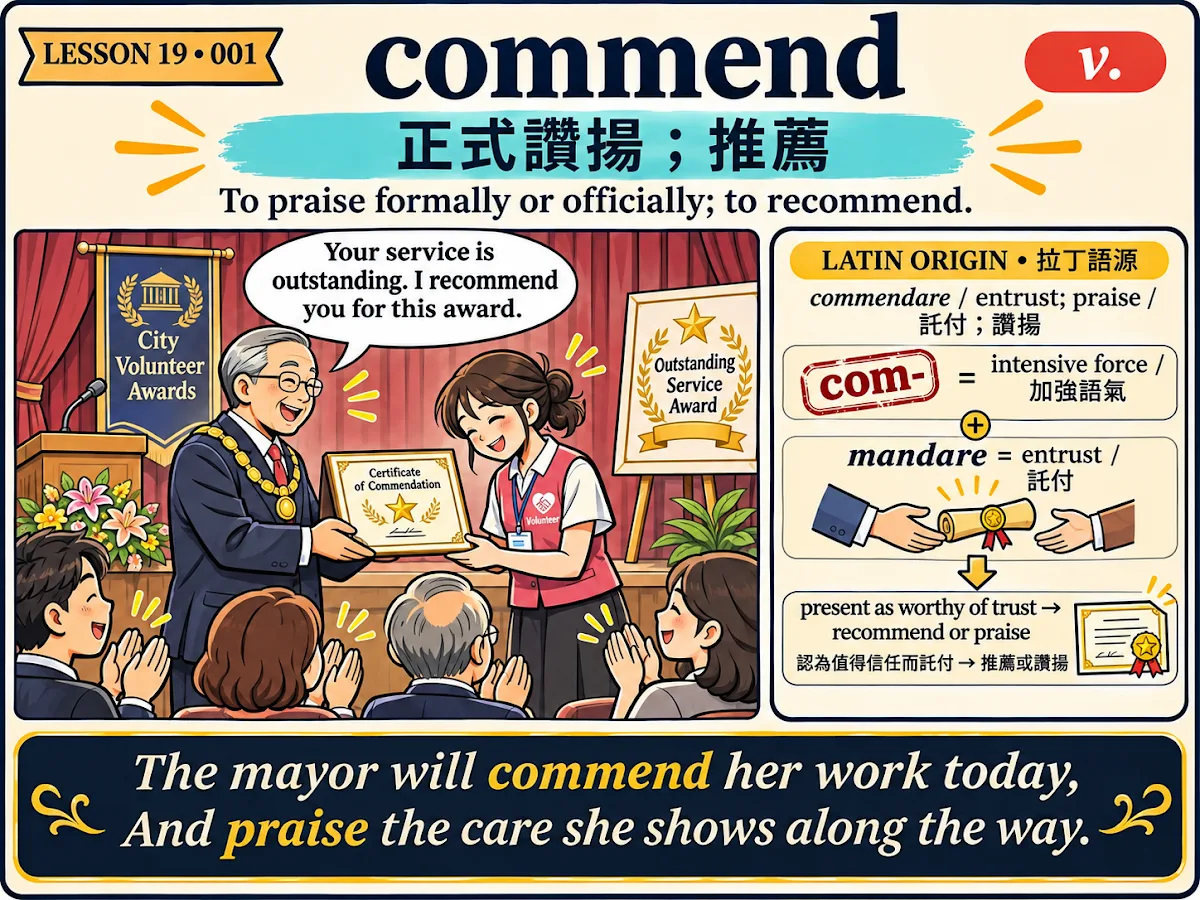 LESSON 19 • 001
commend
v.
正式讚揚；推薦
To praise formally or officially; to recommend.
Your service is
outstanding. I recommend
you for this award.
City
Volunteer
Awards
Outstanding
Service
Award
Certificate
of Commendation
Volunteer
LATIN ORIGIN • 拉丁語源
commendare / entrust; praise /
託付；讚揚
com- = intensive force /
加強語氣
+
mandare = entrust /
託付
present as worthy of trust →
recommend or praise
認為值得信任而託付 → 推薦或讚揚
The mayor will commend her work today,
And praise the care she shows along the way.